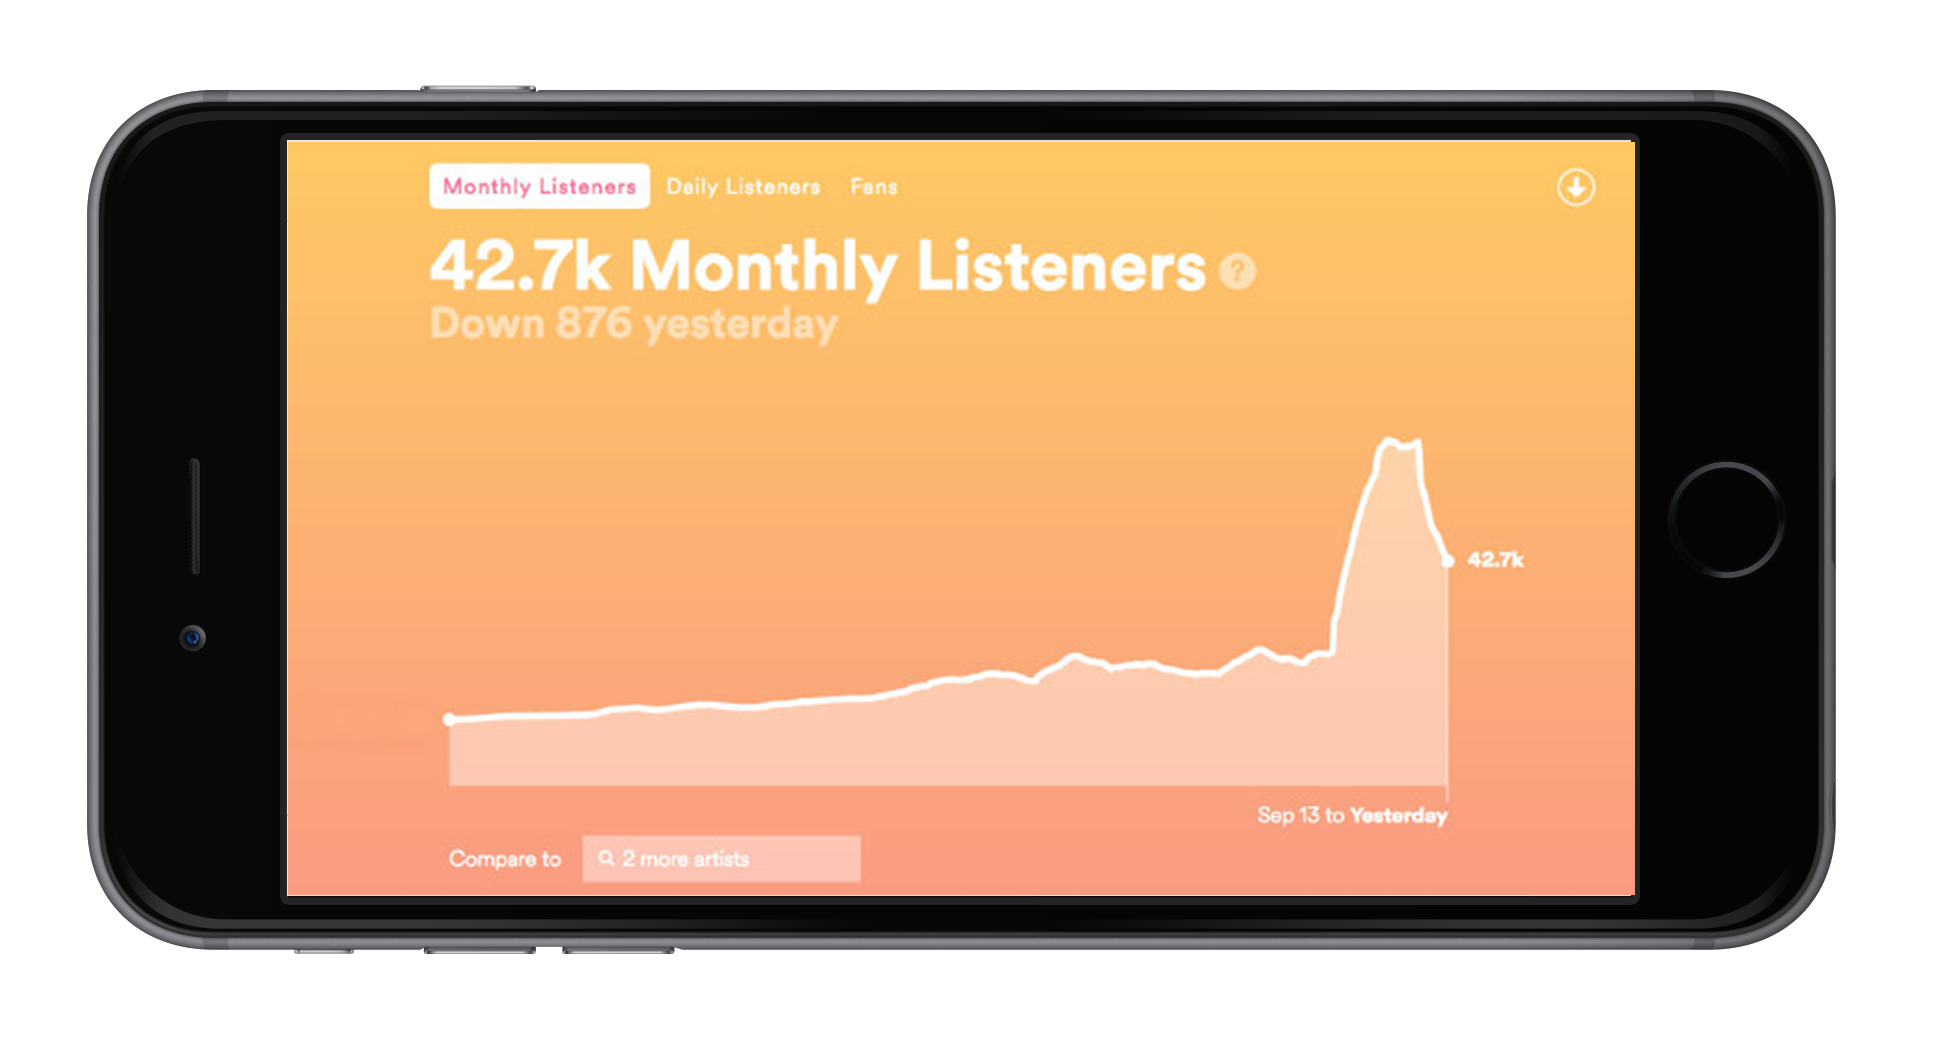 Monthly Listeners Daily Listeners Fans
42.7k Monthly Listeners ?
Down 876 yesterday
42.7k
Sep 13 to Yesterday
Compare to 2 more artists